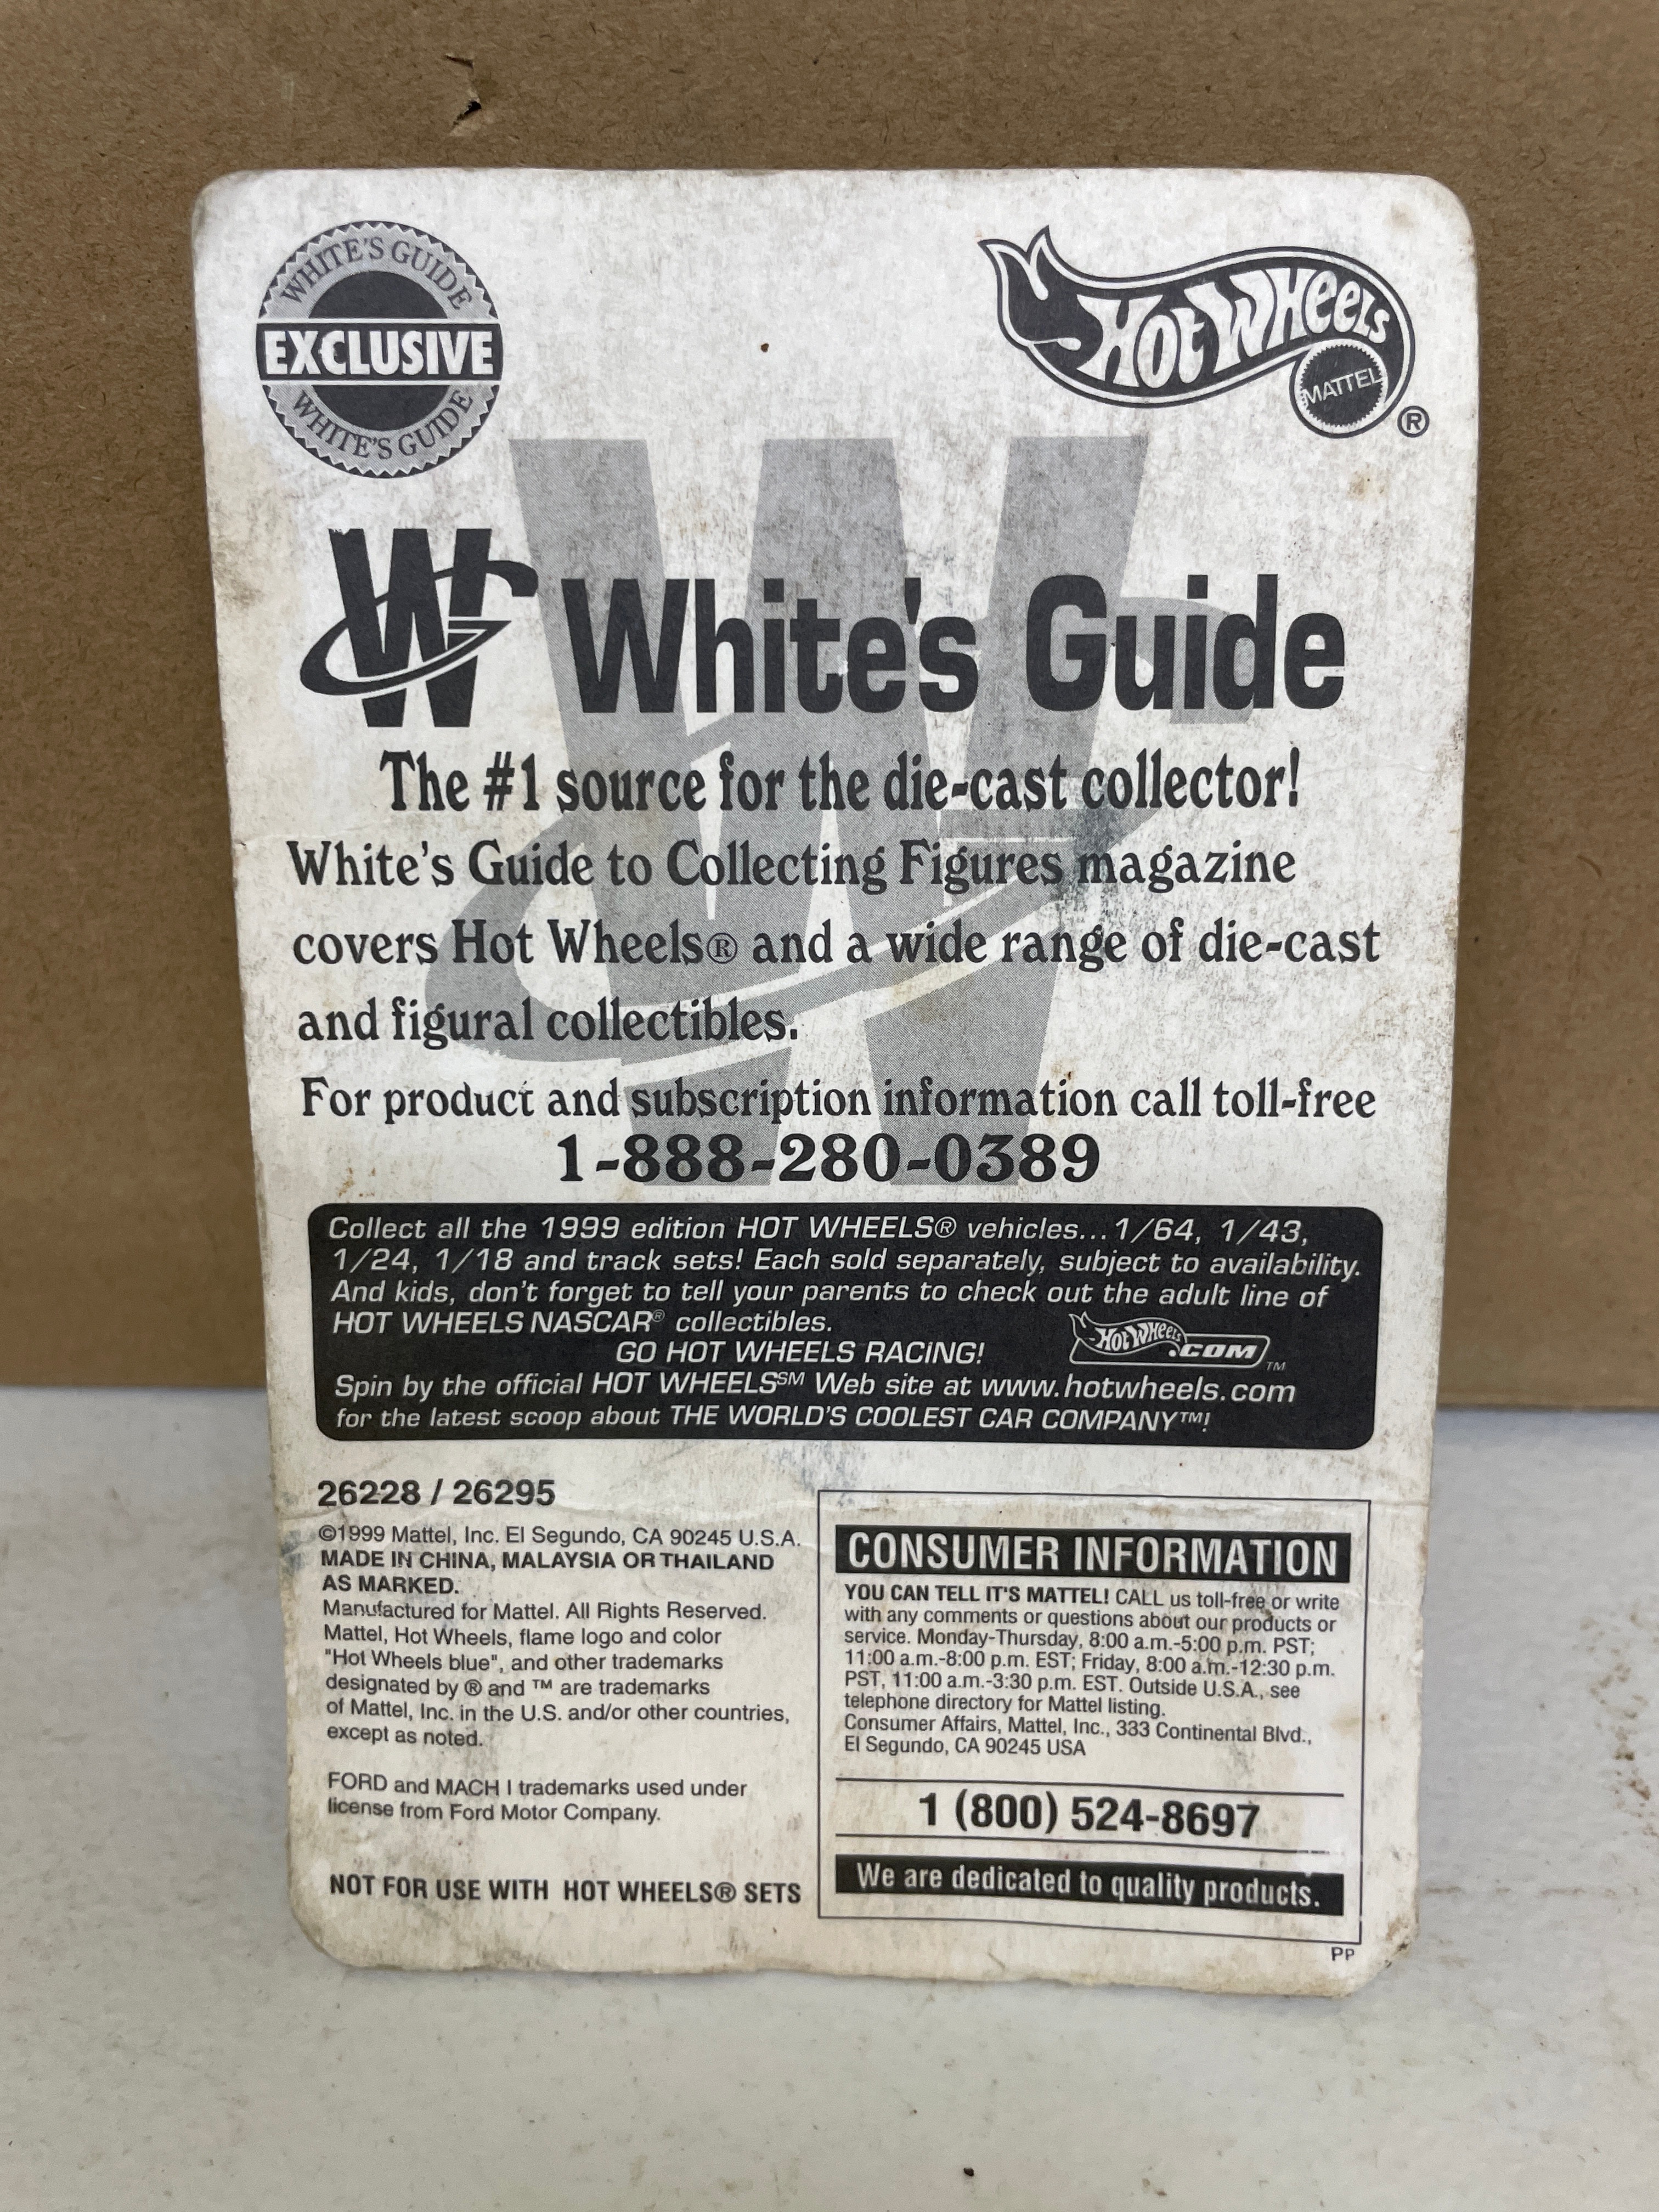 WHITE'S GUIDE
EXCLUSIVE
WHITE'S GUIDE
Hot Wheels
MATTEL
®
W White's Guide
The #1 source for the die-cast collector!
White's Guide to Collecting Figures magazine
covers Hot Wheels® and a wide range of die-cast
and figural collectibles.
For product and subscription information call toll-free
1-888-280-0389
Collect all the 1999 edition HOT WHEELS® vehicles...1/64, 1/43,
1/24, 1/18 and track sets! Each sold separately, subject to availability.
And kids, don't forget to tell your parents to check out the adult line of
HOT WHEELS NASCAR® collectibles.
GO HOT WHEELS RACING!
Hot Wheels .COM ™
Spin by the official HOT WHEELS℠ Web site at www.hotwheels.com
for the latest scoop about THE WORLD'S COOLEST CAR COMPANY™!
26228 / 26295
©1999 Mattel, Inc. El Segundo, CA 90245 U.S.A.
MADE IN CHINA, MALAYSIA OR THAILAND
AS MARKED.
Manufactured for Mattel. All Rights Reserved.
Mattel, Hot Wheels, flame logo and color
"Hot Wheels blue", and other trademarks
designated by ® and ™ are trademarks
of Mattel, Inc. in the U.S. and/or other countries,
except as noted.
FORD and MACH I trademarks used under
license from Ford Motor Company.
NOT FOR USE WITH HOT WHEELS® SETS
CONSUMER INFORMATION
YOU CAN TELL IT'S MATTEL! CALL us toll-free or write
with any comments or questions about our products or
service. Monday-Thursday, 8:00 a.m.-5:00 p.m. PST;
11:00 a.m.-8:00 p.m. EST; Friday, 8:00 a.m.-12:30 p.m.
PST, 11:00 a.m.-3:30 p.m. EST. Outside U.S.A., see
telephone directory for Mattel listing.
Consumer Affairs, Mattel, Inc., 333 Continental Blvd.,
El Segundo, CA 90245 USA
1 (800) 524-8697
We are dedicated to quality products.
PP